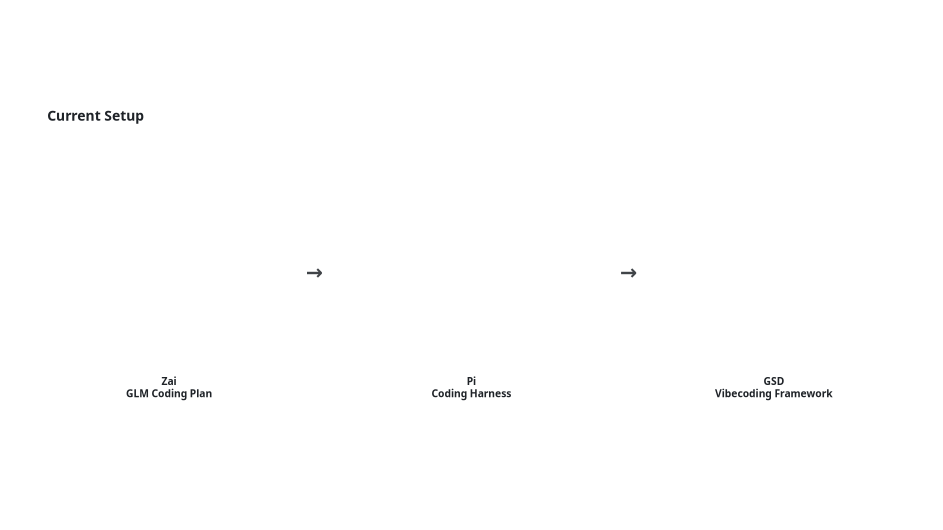 Current Setup
→ →
Zai
GLM Coding Plan
Pi
Coding Harness
GSD
Vibecoding Framework